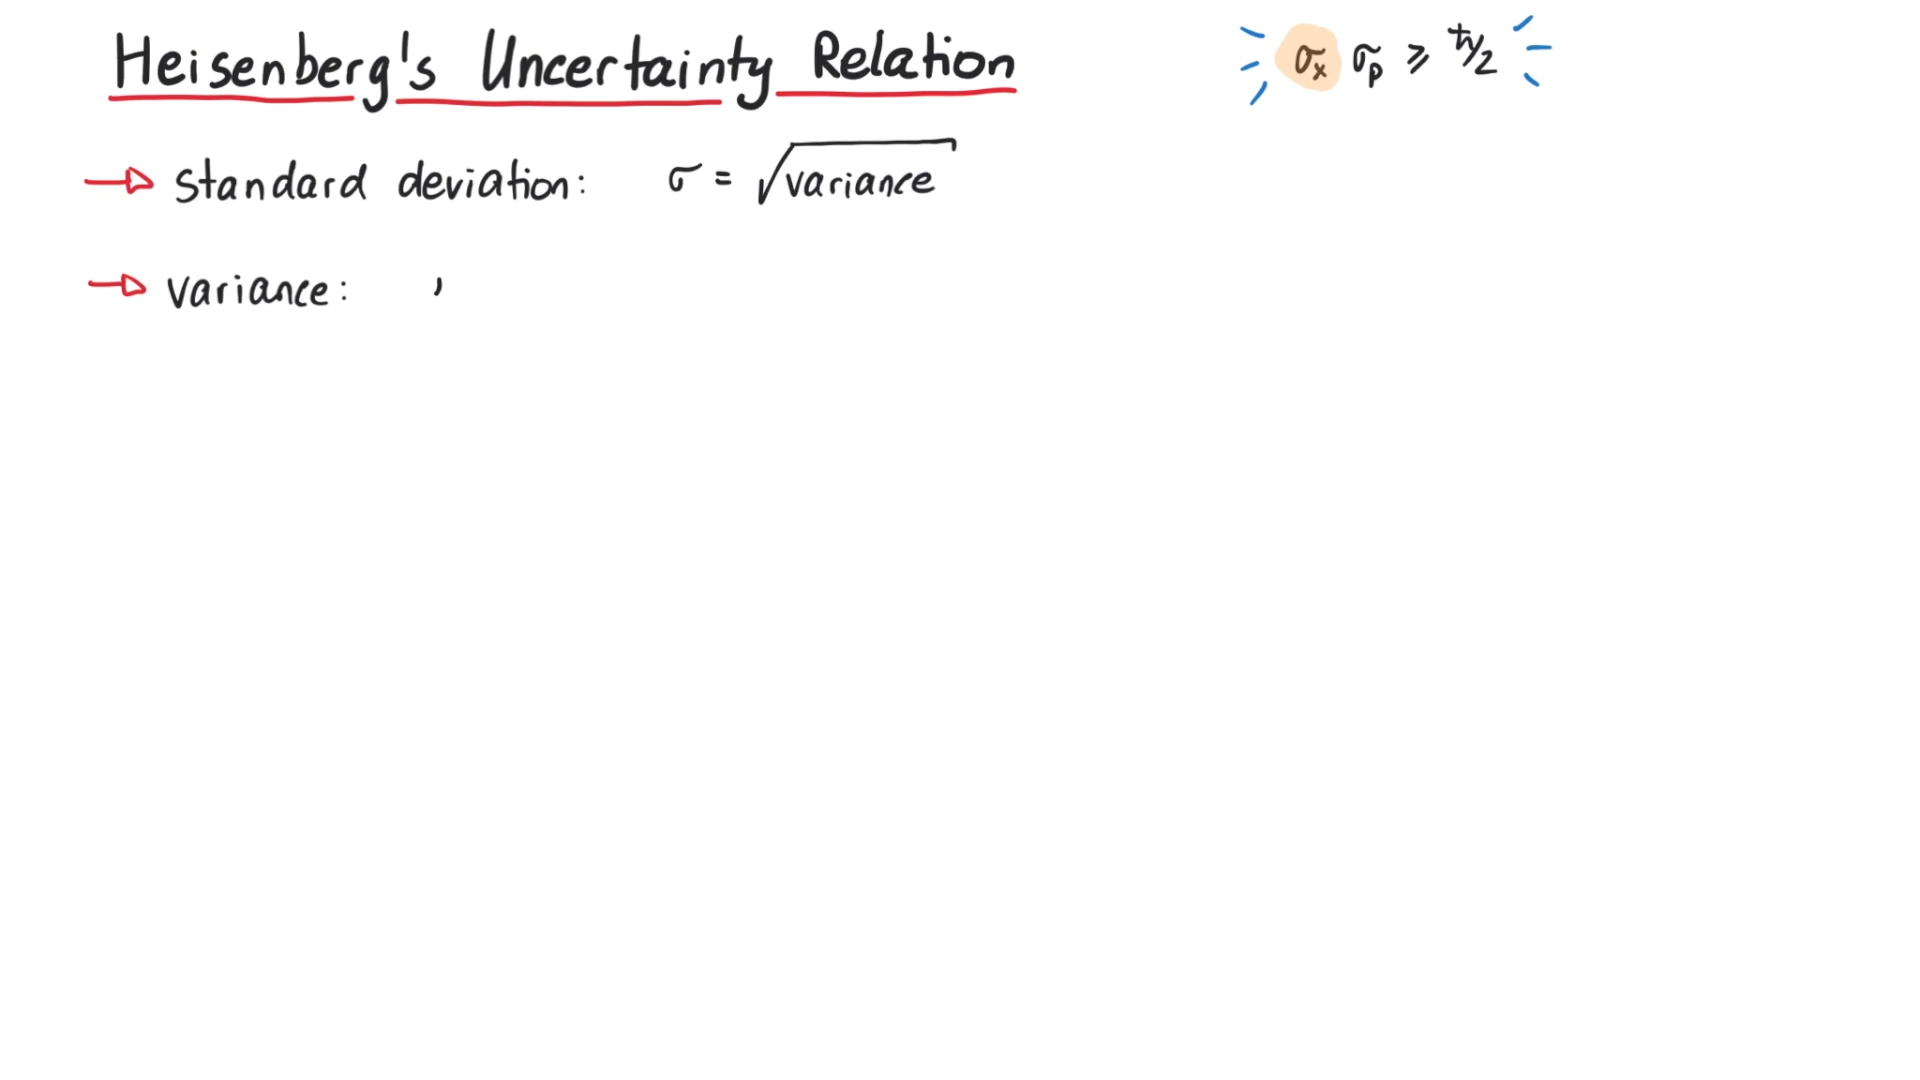 Heisenberg's Uncertainty Relation
σₓ σₚ ⩾ ħ/2
standard deviation: σ = √variance
variance: